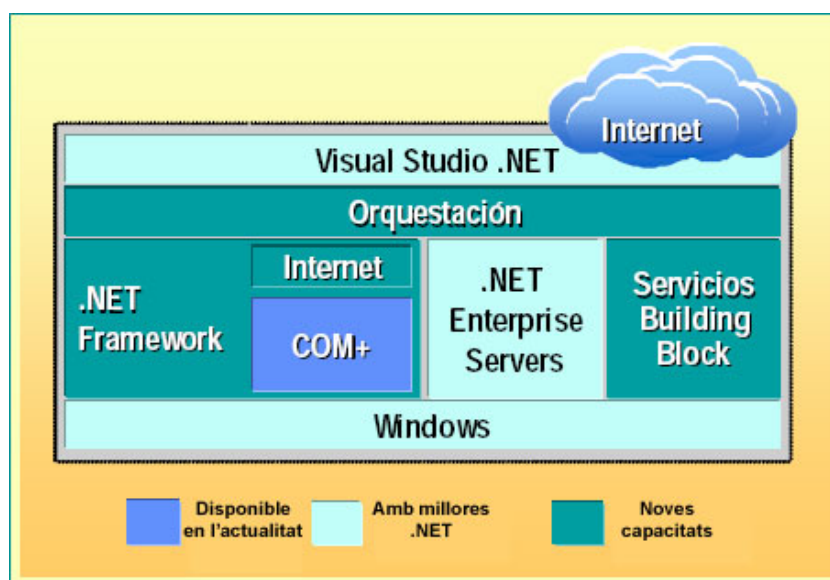 Internet
Visual Studio .NET
Orquestación
.NET
Framework
Internet
COM+
.NET
Enterprise
Servers
Servicios
Building
Block
Windows
Disponible
en l'actualitat
Amb millores
.NET
Noves
capacitats